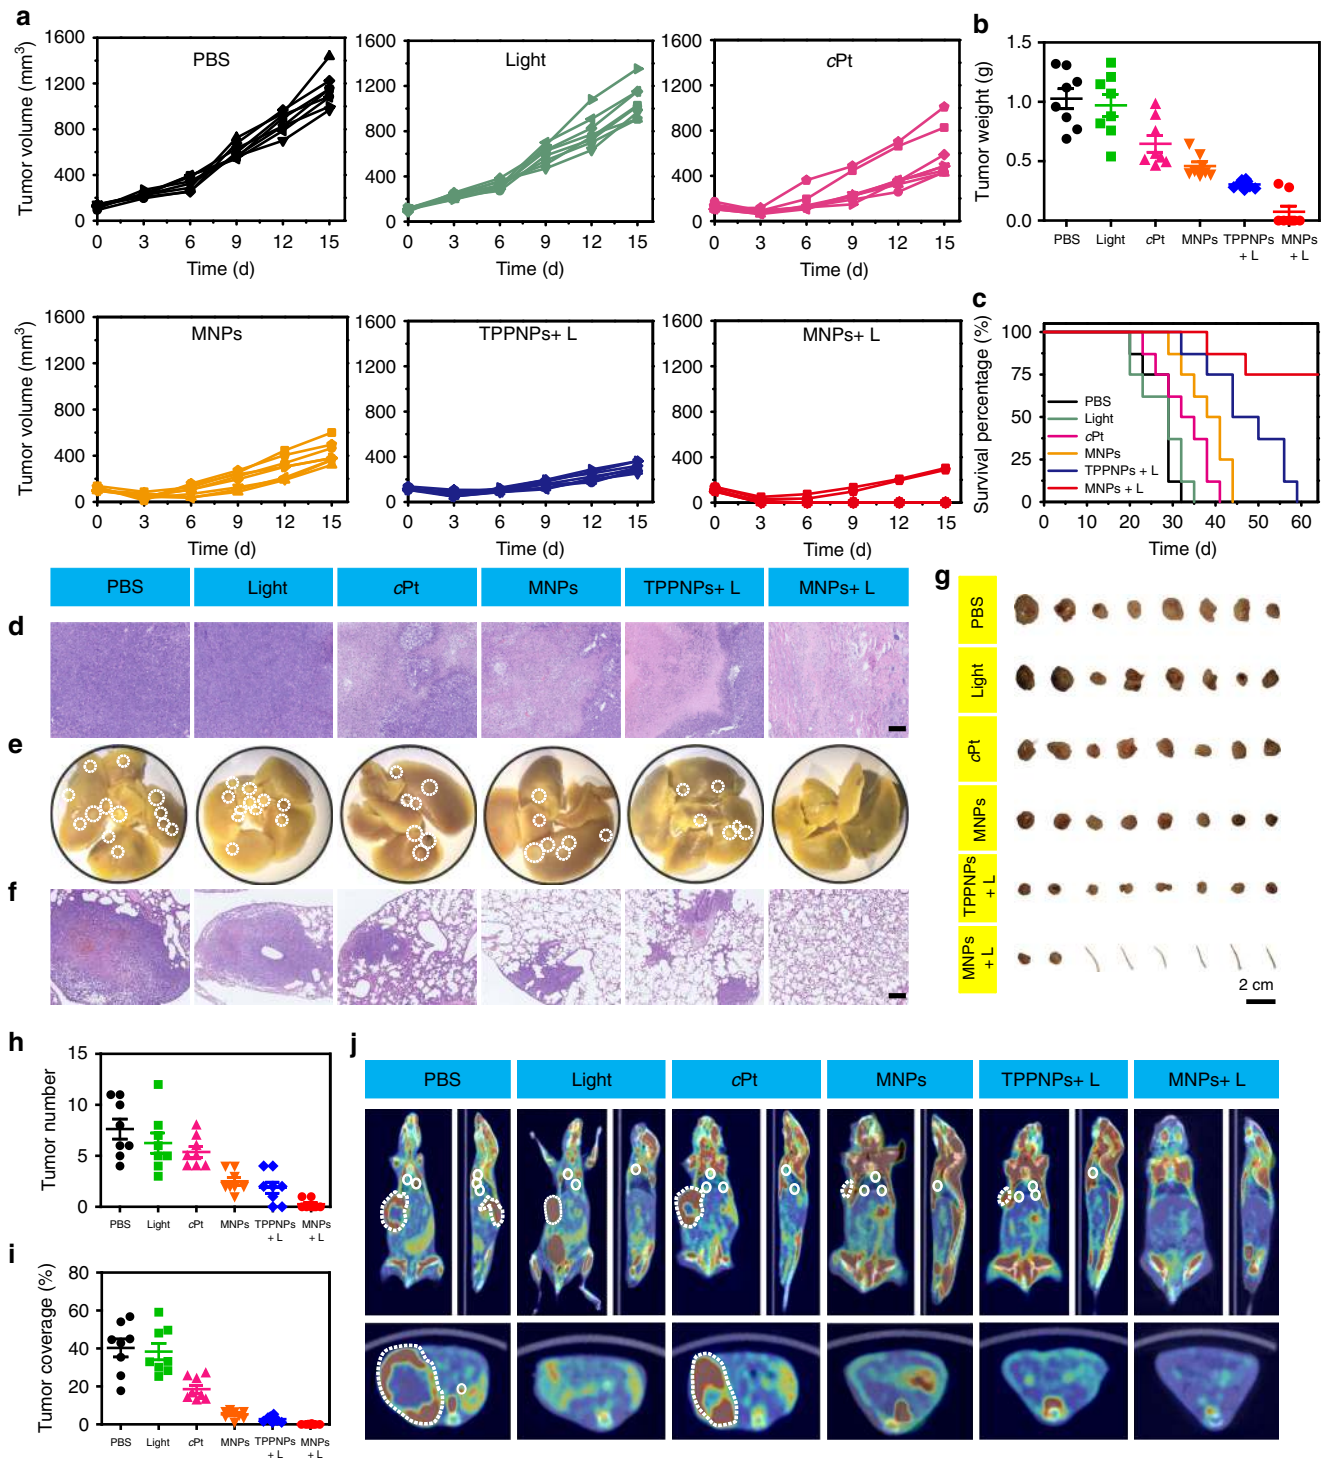 a
Tumor volume (mm3)
1600
1200
800
400
0
PBS
0 3 6 9 12 15
Time (d)
1600
1200
800
400
0
Light
0 3 6 9 12 15
Time (d)
1600
1200
800
400
0
cPt
0 3 6 9 12 15
Time (d)
b
Tumor weight (g)
1.5
1.0
0.5
0.0
PBS Light cPt MNPs TPPNPs + L MNPs + L
Tumor volume (mm3)
1600
1200
800
400
0
MNPs
0 3 6 9 12 15
Time (d)
1600
1200
800
400
0
TPPNPs+ L
0 3 6 9 12 15
Time (d)
1600
1200
800
400
0
MNPs+ L
0 3 6 9 12 15
Time (d)
c
Survival percentage (%)
100
75
50
25
0
PBS
Light
cPt
MNPs
TPPNPs + L
MNPs + L
0 20 40 60
Time (d)
PBS Light cPt MNPs TPPNPs+ L MNPs+ L
d
e
f
g
PBS
Light
cPt
MNPs
TPPNPs
+ L
MNPs
+ L
2 cm
h
Tumor number
15
10
5
0
PBS Light cPt MNPs TPPNPs + L MNPs + L
i
Tumor coverage (%)
80
60
40
20
0
PBS Light cPt MNPs TPPNPs + L MNPs + L
j
PBS Light cPt MNPs TPPNPs+ L MNPs+ L